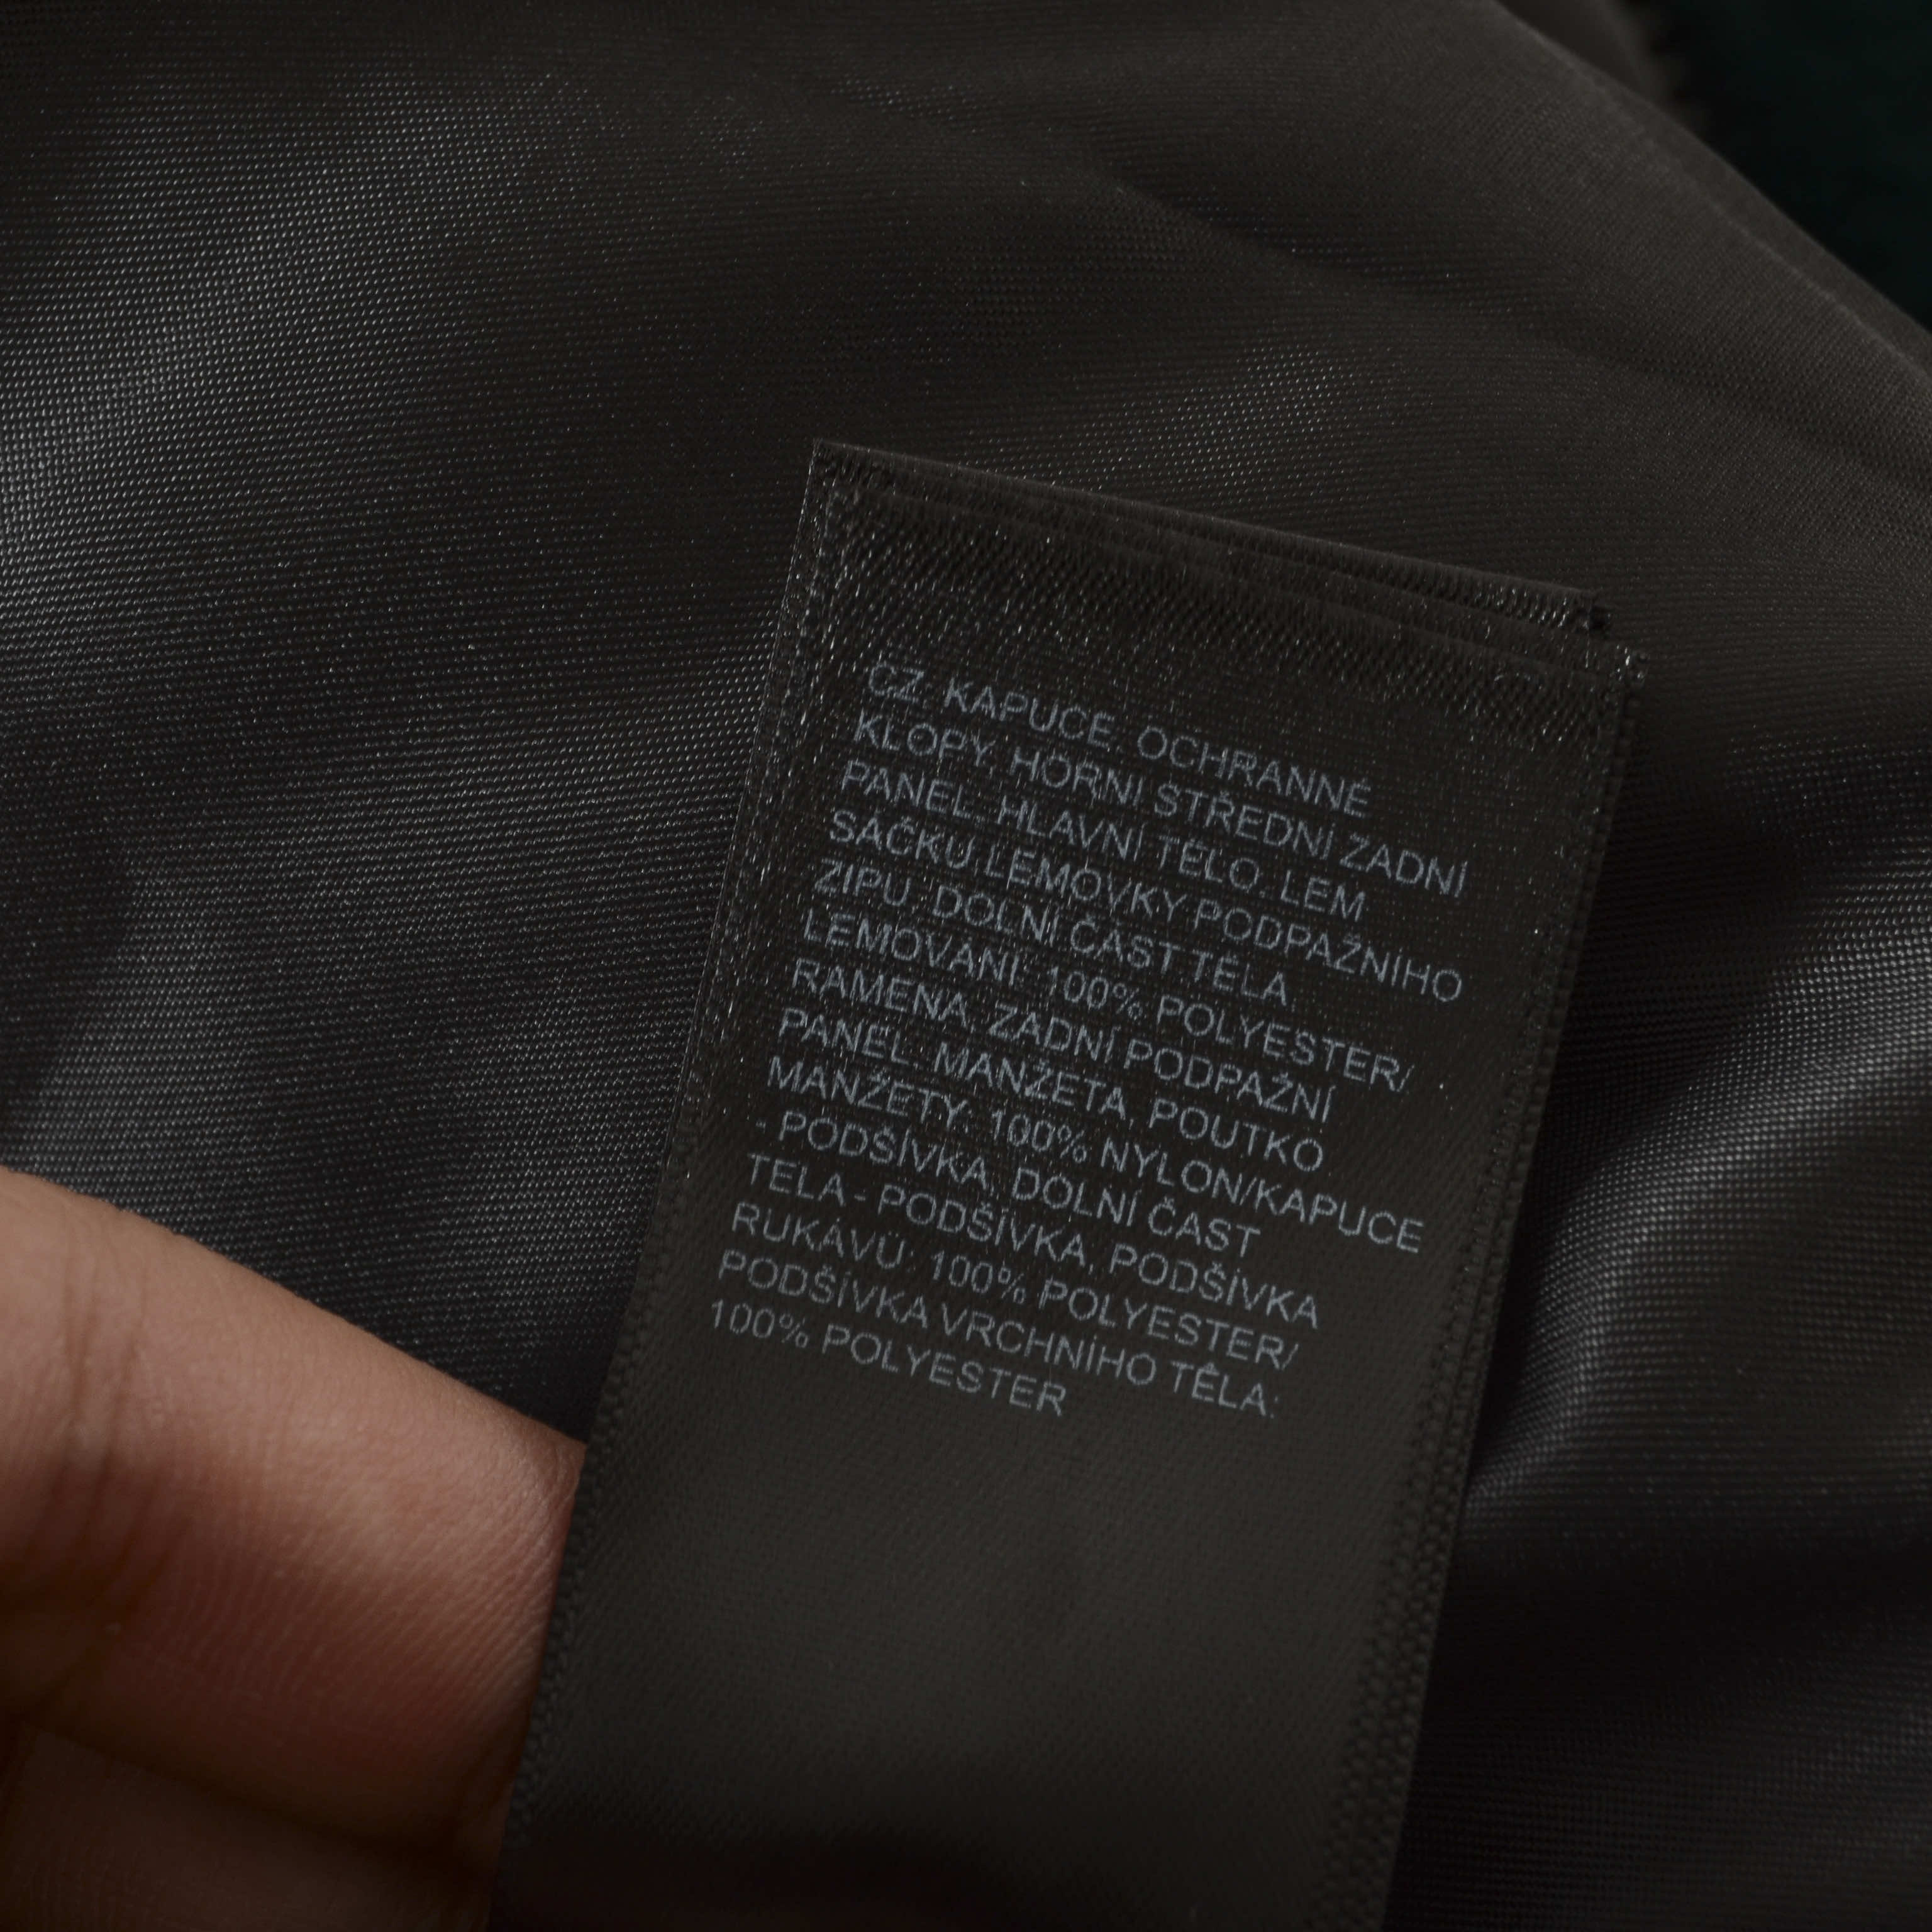 CZ: KAPUCE, OCHRANNÉ
KLOPY, HORNÍ STŘEDNÍ ZADNÍ
PANEL, HLAVNÍ TĚLO, LEM
SÁČKU LEMOVKY PODPAŽNÍHO
ZIPU, DOLNÍ ČÁST TĚLA
LEMOVÁNÍ: 100% POLYESTER/
RAMENA, ZADNÍ PODPAŽNÍ
PANEL, MANŽETA, POUTKO
MANŽETY: 100% NYLON/KAPUCE
- PODŠÍVKA, DOLNÍ ČÁST
TĚLA - PODŠÍVKA, PODŠÍVKA
RUKÁVŮ: 100% POLYESTER/
PODŠÍVKA VRCHNÍHO TĚLA:
100% POLYESTER